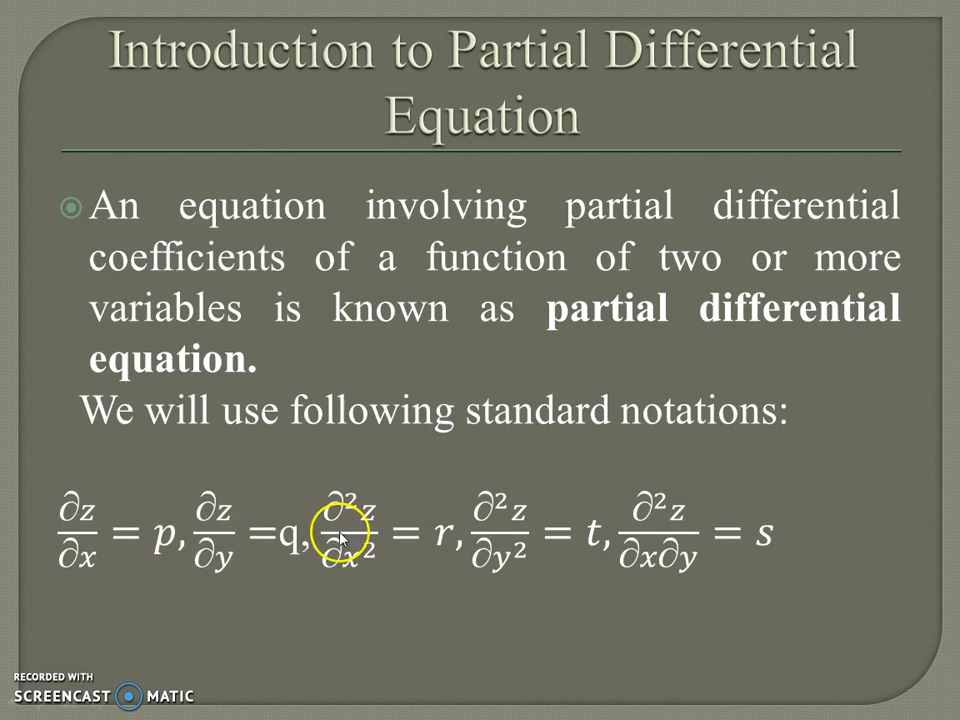 Introduction to Partial Differential
Equation
An equation involving partial differential
coefficients of a function of two or more
variables is known as partial differential
equation.
We will use following standard notations:
∂z/∂x = p, ∂z/∂y =q, ∂²z/∂x² = r, ∂²z/∂y² = t, ∂²z/∂x∂y = s
RECORDED WITH
SCREENCAST MATIC